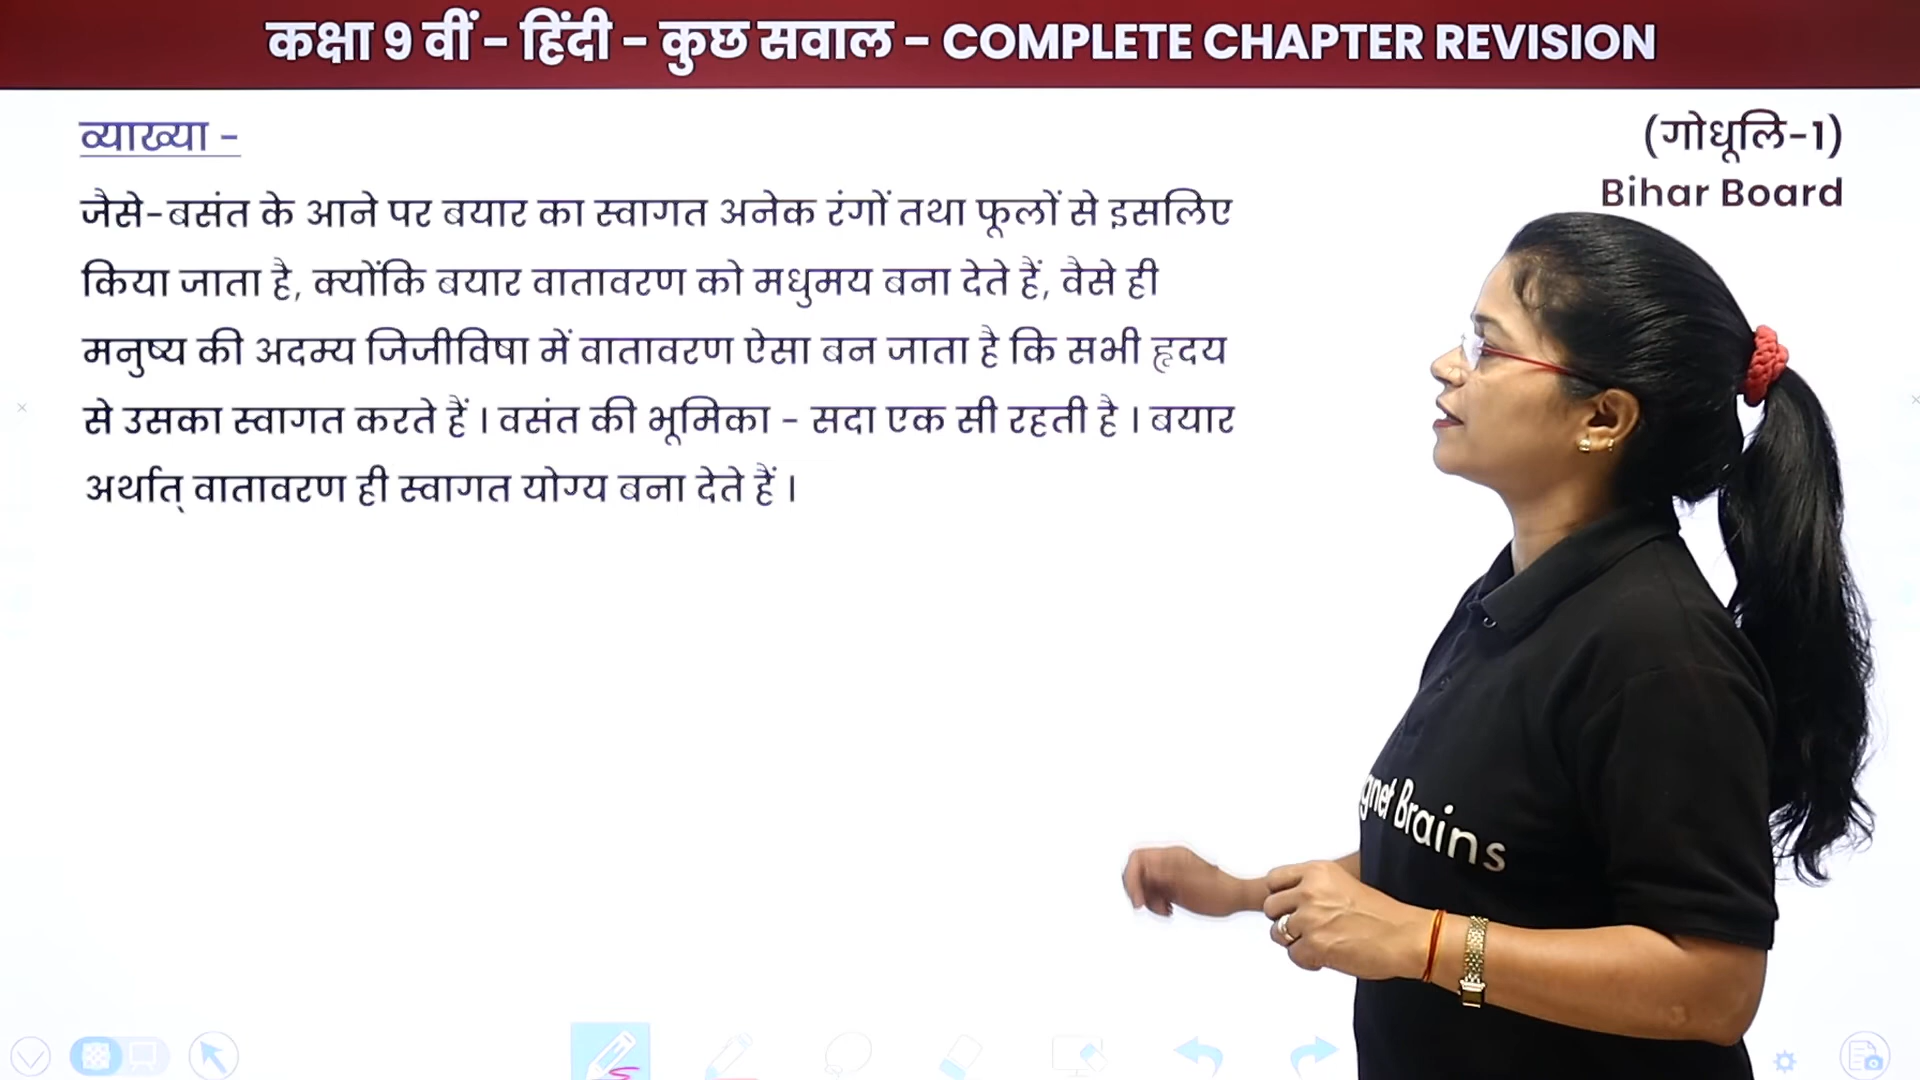 कक्षा 9 वीं - हिंदी - कुछ सवाल - COMPLETE CHAPTER REVISION
व्याख्या -
(गोधूलि-1)
Bihar Board
जैसे-बसंत के आने पर बयार का स्वागत अनेक रंगों तथा फूलों से इसलिए
किया जाता है, क्योंकि बयार वातावरण को मधुमय बना देते हैं, वैसे ही
मनुष्य की अदम्य जिजीविषा में वातावरण ऐसा बन जाता है कि सभी हृदय
से उसका स्वागत करते हैं । वसंत की भूमिका - सदा एक सी रहती है । बयार
अर्थात् वातावरण ही स्वागत योग्य बना देते हैं ।
Brains